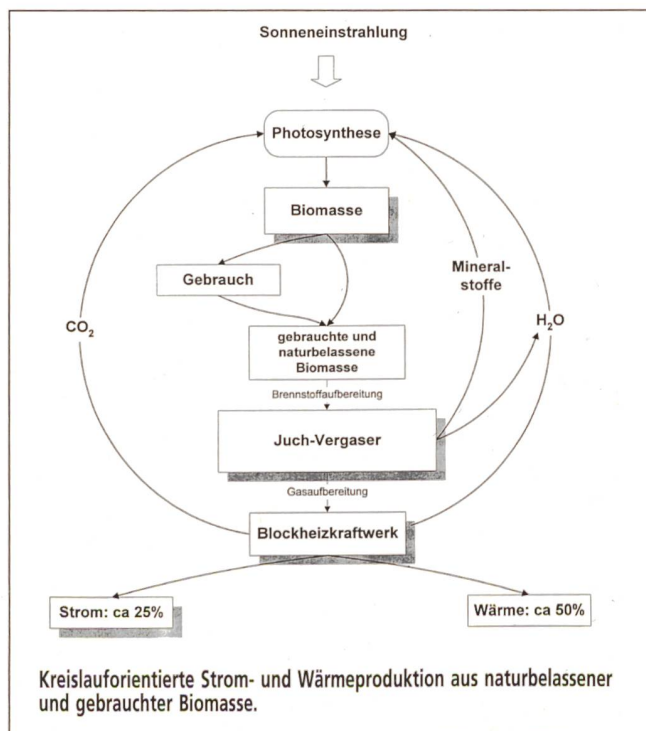 Sonneneinstrahlung
Photosynthese
Biomasse
Gebrauch
Mineral-
stoffe
CO₂
H₂O
gebrauchte und
naturbelassene
Biomasse
Brennstoffaufbereitung
Juch-Vergaser
Gasaufbereitung
Blockheizkraftwerk
Strom: ca 25%
Wärme: ca 50%
Kreislauforientierte Strom- und Wärmeproduktion aus naturbelassener
und gebrauchter Biomasse.